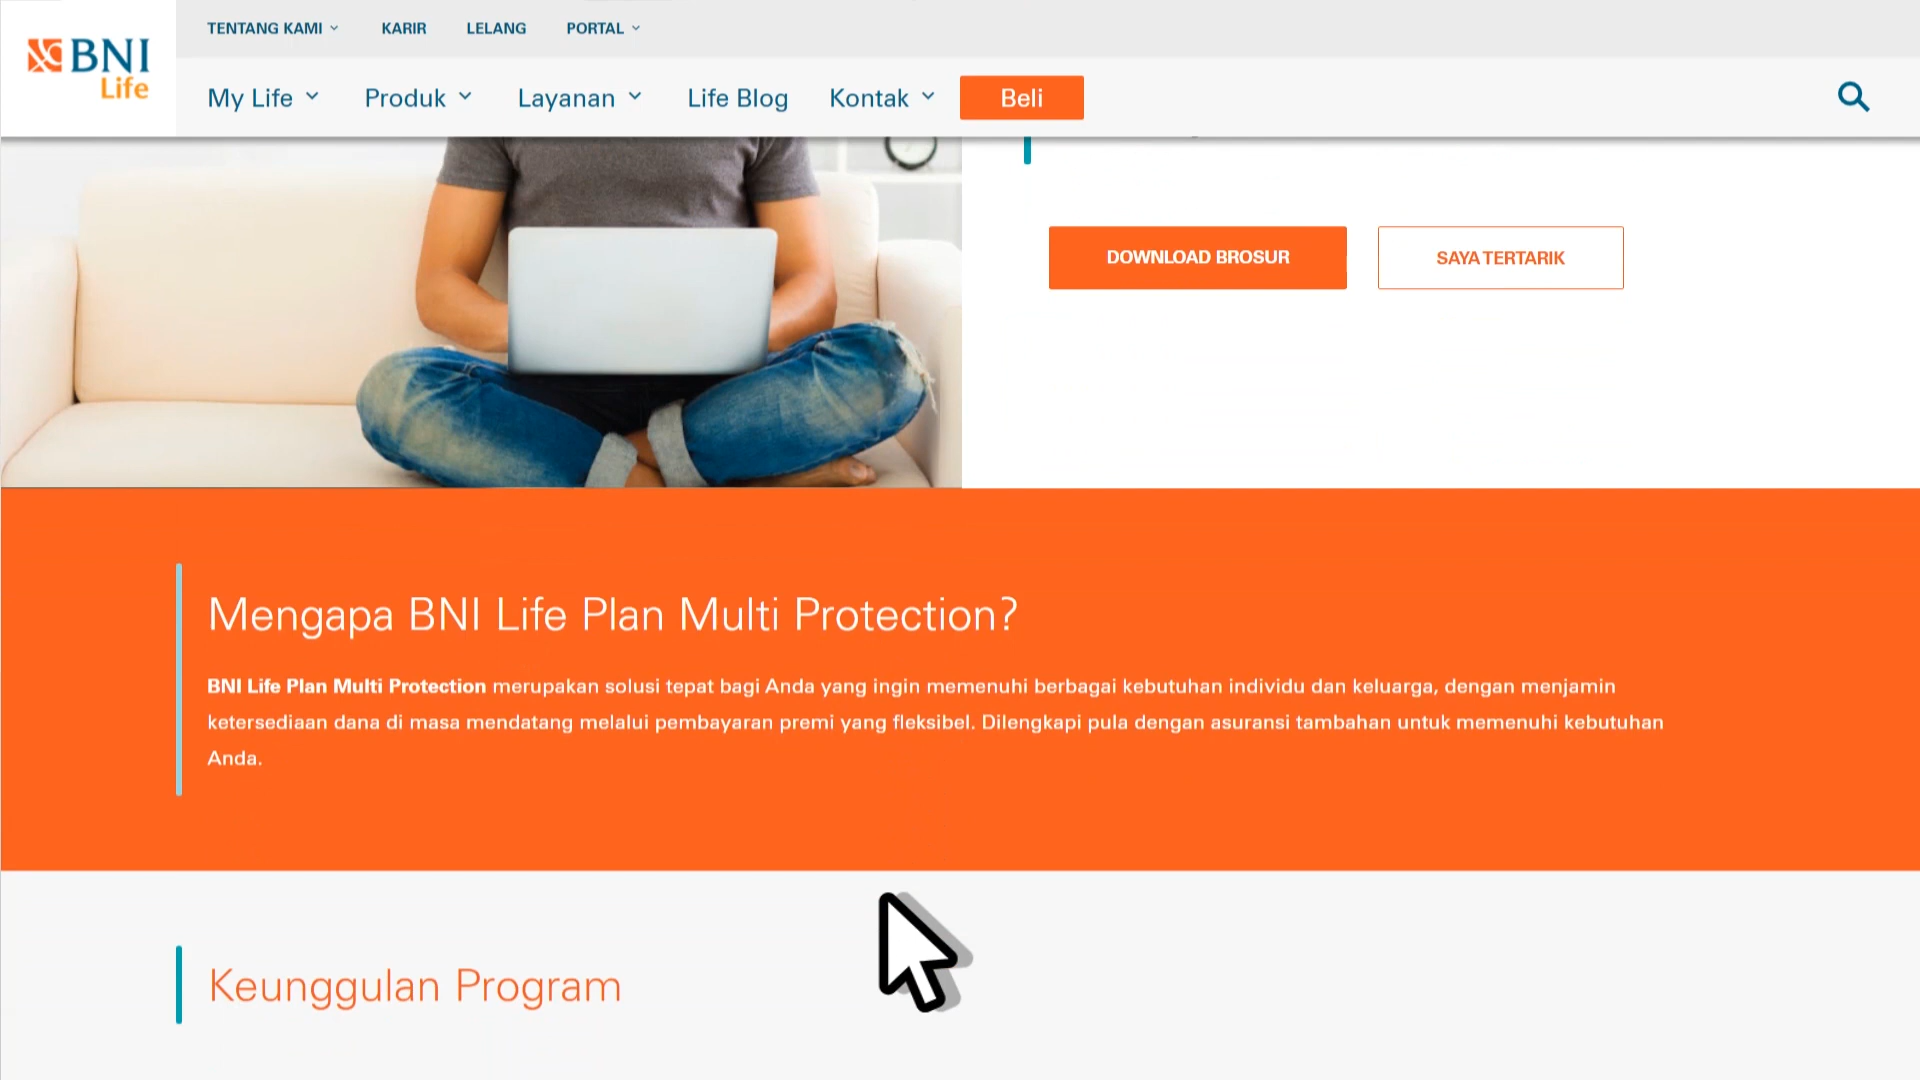 BNI
Life
TENTANG KAMI
KARIR
LELANG
PORTAL
My Life
Produk
Layanan
Life Blog
Kontak
Beli
DOWNLOAD BROSUR
SAYA TERTARIK
Mengapa BNI Life Plan Multi Protection?
BNI Life Plan Multi Protection merupakan solusi tepat bagi Anda yang ingin memenuhi berbagai kebutuhan individu dan keluarga, dengan menjamin
ketersediaan dana di masa mendatang melalui pembayaran premi yang fleksibel. Dilengkapi pula dengan asuransi tambahan untuk memenuhi kebutuhan
Anda.
Keunggulan Program